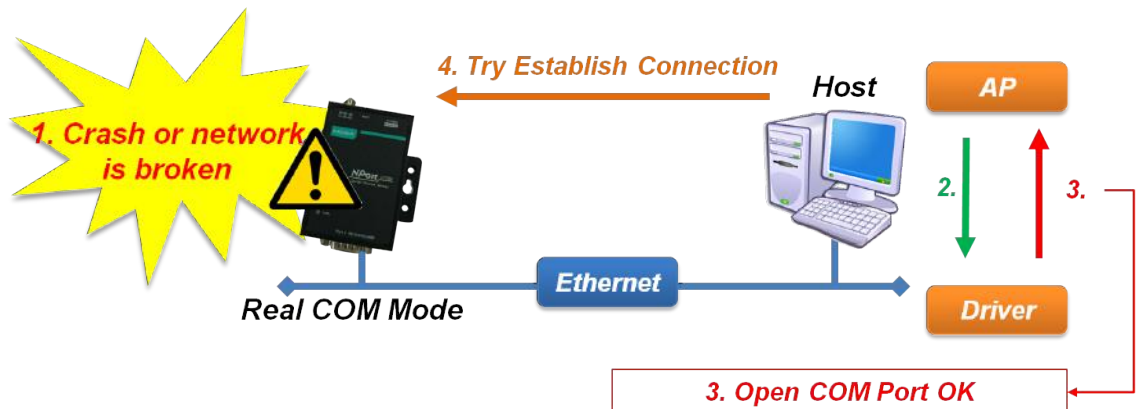 4. Try Establish Connection
Host
AP
1. Crash or network
is broken
NPort
2.
3.
Ethernet
Real COM Mode
Driver
3. Open COM Port OK